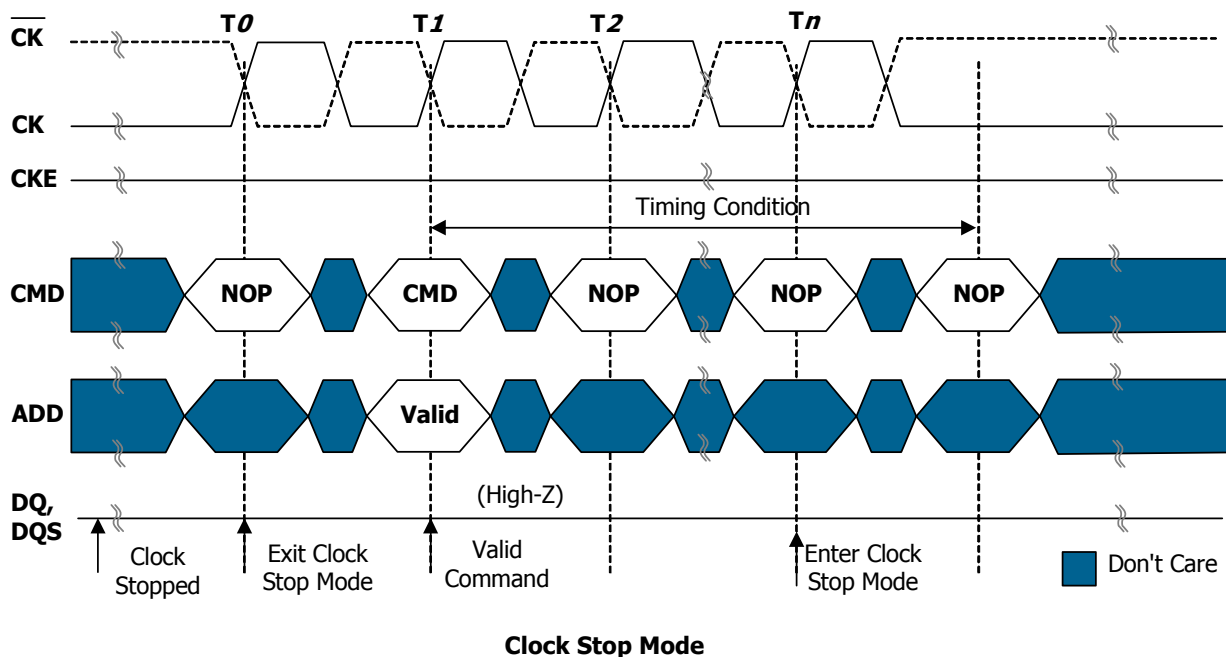 T0 T1 T2 Tn
CK
CK
CKE
Timing Condition
CMD NOP CMD NOP NOP NOP
ADD Valid
(High-Z)
DQ,
DQS
Clock
Stopped
Exit Clock
Stop Mode
Valid
Command
Enter Clock
Stop Mode
Don't Care
Clock Stop Mode